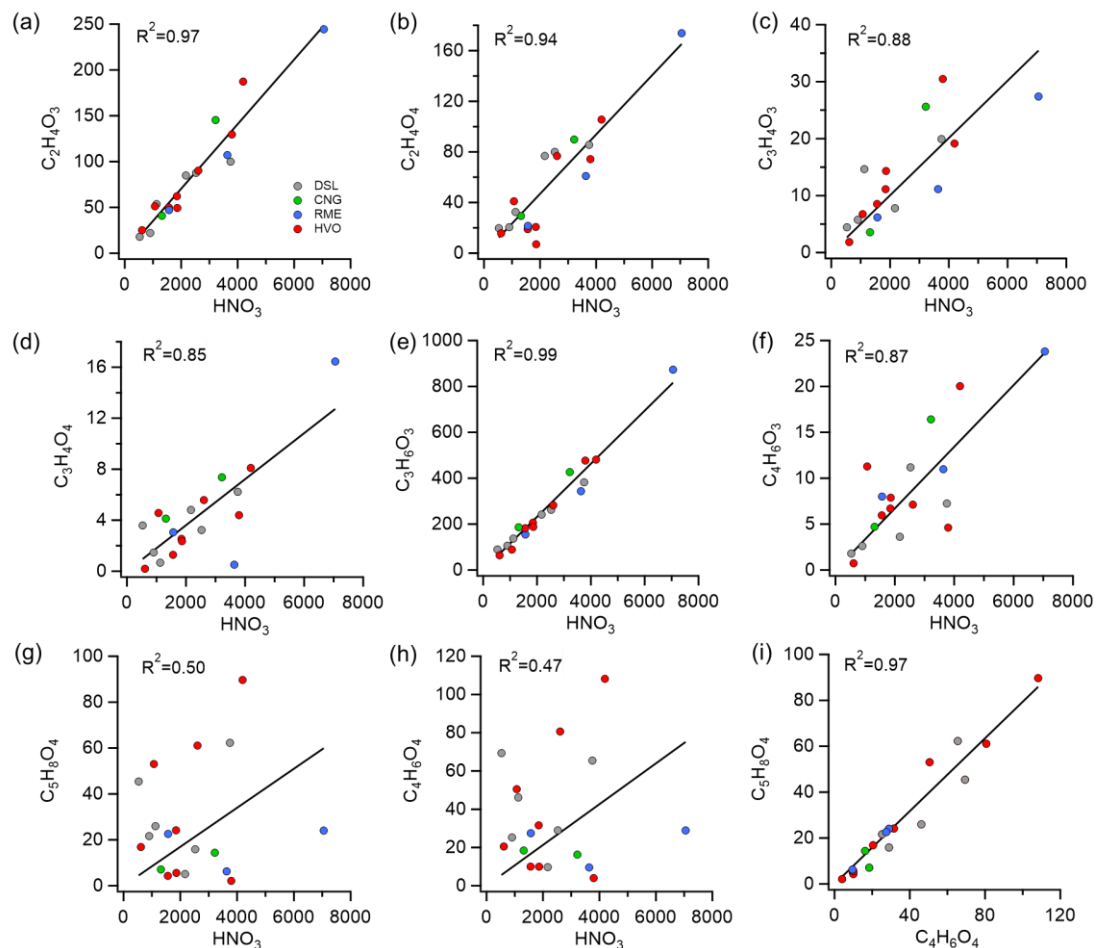 (a)
R²=0.97
250
200
150
100
50
0
C₂H₄O₃
0 2000 4000 6000 8000
HNO₃
DSL
CNG
RME
HVO
(b)
R²=0.94
160
120
80
40
0
C₂H₄O₄
0 2000 4000 6000 8000
HNO₃
(c)
R²=0.88
40
30
20
10
0
C₃H₄O₃
0 2000 4000 6000 8000
HNO₃
(d)
R²=0.85
16
12
8
4
0
C₃H₄O₄
0 2000 4000 6000 8000
HNO₃
(e)
R²=0.99
1000
800
600
400
200
0
C₃H₆O₃
0 2000 4000 6000 8000
HNO₃
(f)
R²=0.87
25
20
15
10
5
0
C₄H₆O₃
0 2000 4000 6000 8000
HNO₃
(g)
R²=0.50
100
80
60
40
20
0
C₅H₈O₄
0 2000 4000 6000 8000
HNO₃
(h)
R²=0.47
120
100
80
60
40
20
0
C₄H₆O₄
0 2000 4000 6000 8000
HNO₃
(i)
R²=0.97
100
80
60
40
20
0
C₅H₈O₄
0 40 80 120
C₄H₆O₄